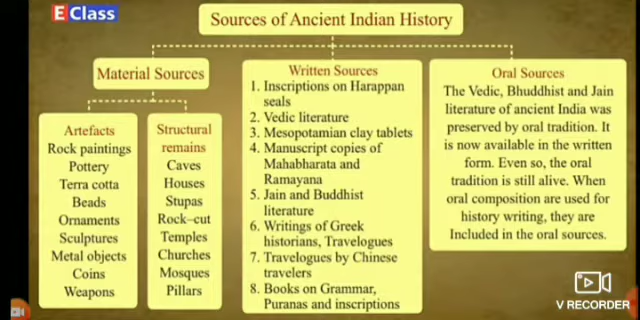 E Class
Sources of Ancient Indian History
Material Sources
Artefacts
Rock paintings
Pottery
Terra cotta
Beads
Ornaments
Sculptures
Metal objects
Coins
Weapons
Structural
remains
Caves
Houses
Stupas
Rock-cut
Temples
Churches
Mosques
Pillars
Written Sources
1. Inscriptions on Harappan
seals
2. Vedic literature
3. Mesopotamian clay tablets
4. Manuscript copies of
Mahabharata and
Ramayana
5. Jain and Buddhist
literature
6. Writings of Greek
historians, Travelogues
7. Travelogues by Chinese
travelers
8. Books on Grammar,
Puranas and inscriptions
Oral Sources
The Vedic, Bhuddhist and Jain
literature of ancient India was
preserved by oral tradition. It
is now available in the written
form. Even so, the oral
tradition is still alive. When
oral composition are used for
history writing, they are
Included in the oral sources.
V RECORDER